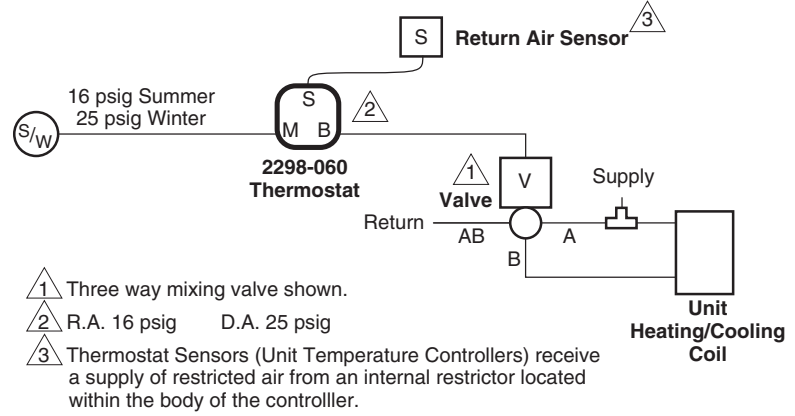 3
S
Return Air Sensor
16 psig Summer
25 psig Winter
S/W
S
M B
2
2298-060
Thermostat
1
V
Valve
Supply
Return
AB
A
B
Unit
Heating/Cooling
Coil
1 Three way mixing valve shown.
2 R.A. 16 psig D.A. 25 psig
3 Thermostat Sensors (Unit Temperature Controllers) receive
a supply of restricted air from an internal restrictor located
within the body of the controlller.